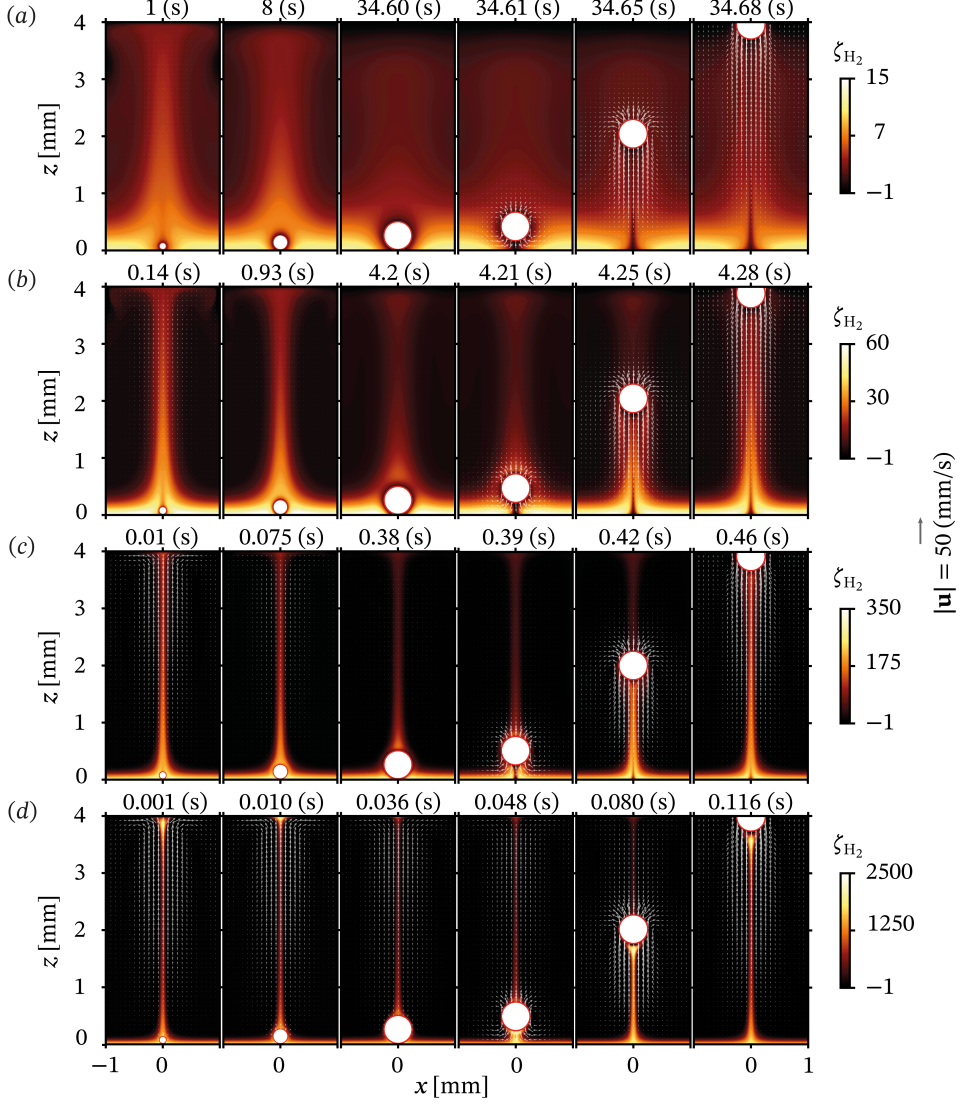 (a) 1 (s) 8 (s) 34.60 (s) 34.61 (s) 34.65 (s) 34.68 (s)
4
3
2
1
0
z [mm]
ζH₂
15
7
−1
(b) 0.14 (s) 0.93 (s) 4.2 (s) 4.21 (s) 4.25 (s) 4.28 (s)
4
3
2
1
0
z [mm]
ζH₂
60
30
−1
(c) 0.01 (s) 0.075 (s) 0.38 (s) 0.39 (s) 0.42 (s) 0.46 (s)
4
3
2
1
0
z [mm]
ζH₂
350
175
−1
|u| = 50 (mm/s)
(d) 0.001 (s) 0.010 (s) 0.036 (s) 0.048 (s) 0.080 (s) 0.116 (s)
4
3
2
1
0
z [mm]
ζH₂
2500
1250
−1
−1 0 0 0 0 0 0 1
x [mm]